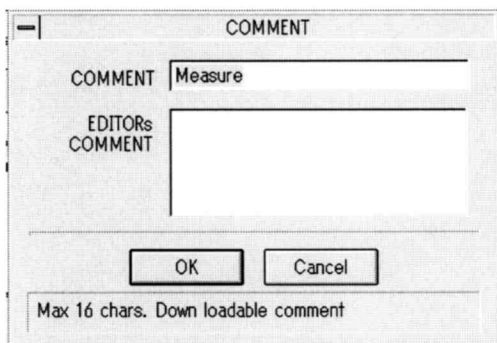 COMMENT
COMMENT Measure
EDITORs
COMMENT
OK Cancel
Max 16 chars. Down loadable comment